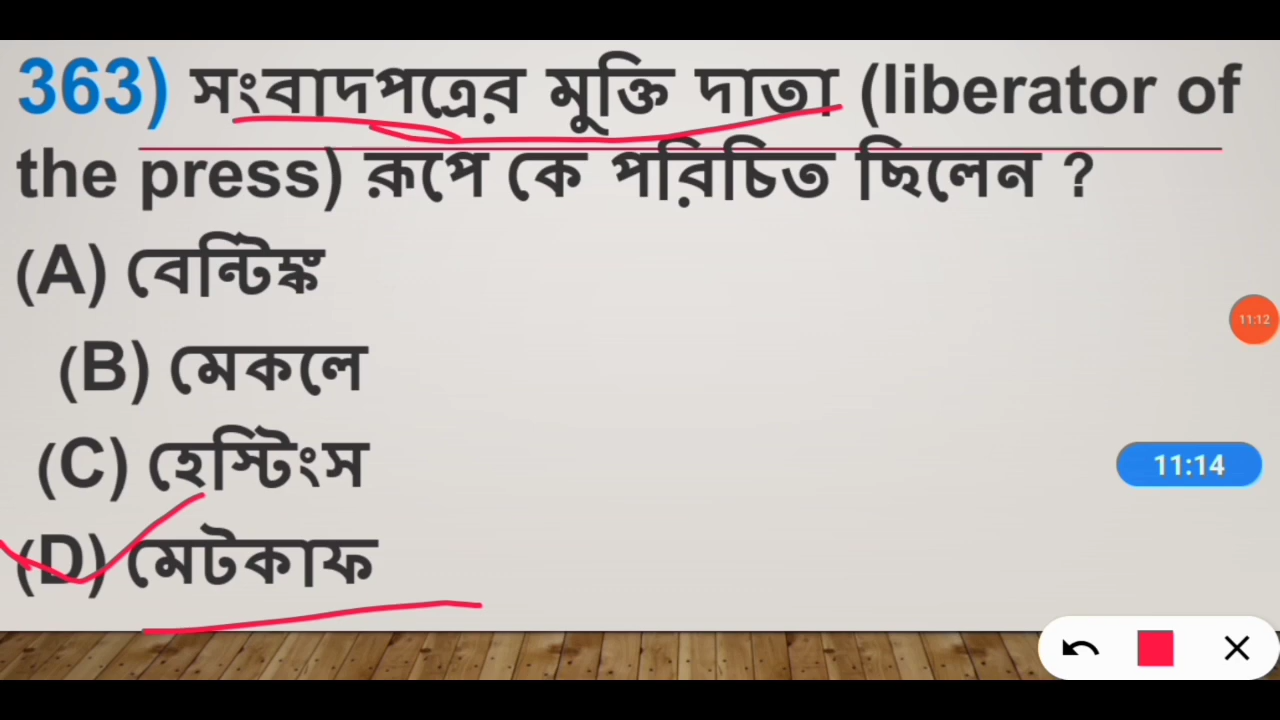 363) সংবাদপত্রের মুক্তি দাতা (liberator of
the press) রূপে কে পরিচিত ছিলেন ?
(A) বেন্টিঙ্ক
(B) মেকলে
(C) হেস্টিংস
(D) মেটকাফ
11:12
11:14